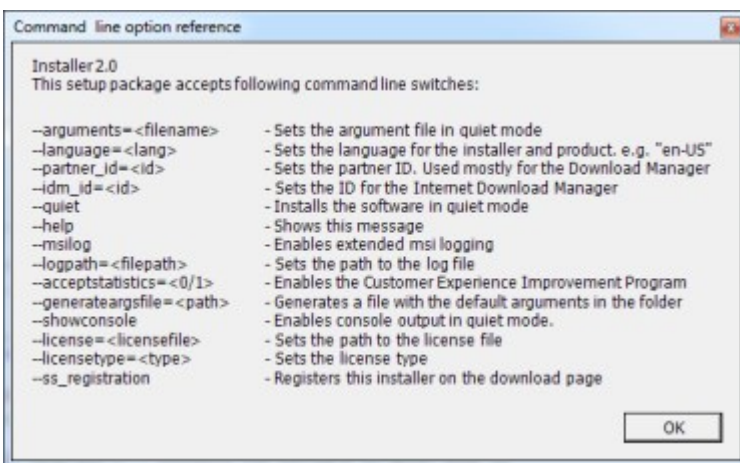 Command line option reference
Installer2.0
This setup package accepts following command line switches:
--arguments=<filename> - Sets the argument file in quiet mode
--language=<lang> - Sets the language for the installer and product. e.g. "en-US"
--partner_id=<id> - Sets the partner ID. Used mostly for the Download Manager
--idm_id=<id> - Sets the ID for the Internet Download Manager
--quiet - Installs the software in quiet mode
--help - Shows this message
--msilog - Enables extended msi logging
--logpath=<filepath> - Sets the path to the log file
--acceptstatistics=<0/1> - Enables the Customer Experience Improvement Program
--generateargsfile=<path> - Generates a file with the default arguments in the folder
--showconsole - Enables console output in quiet mode.
--license=<licensefile> - Sets the path to the license file
--licensetype=<type> - Sets the license type
--ss_registration - Registers this installer on the download page
OK